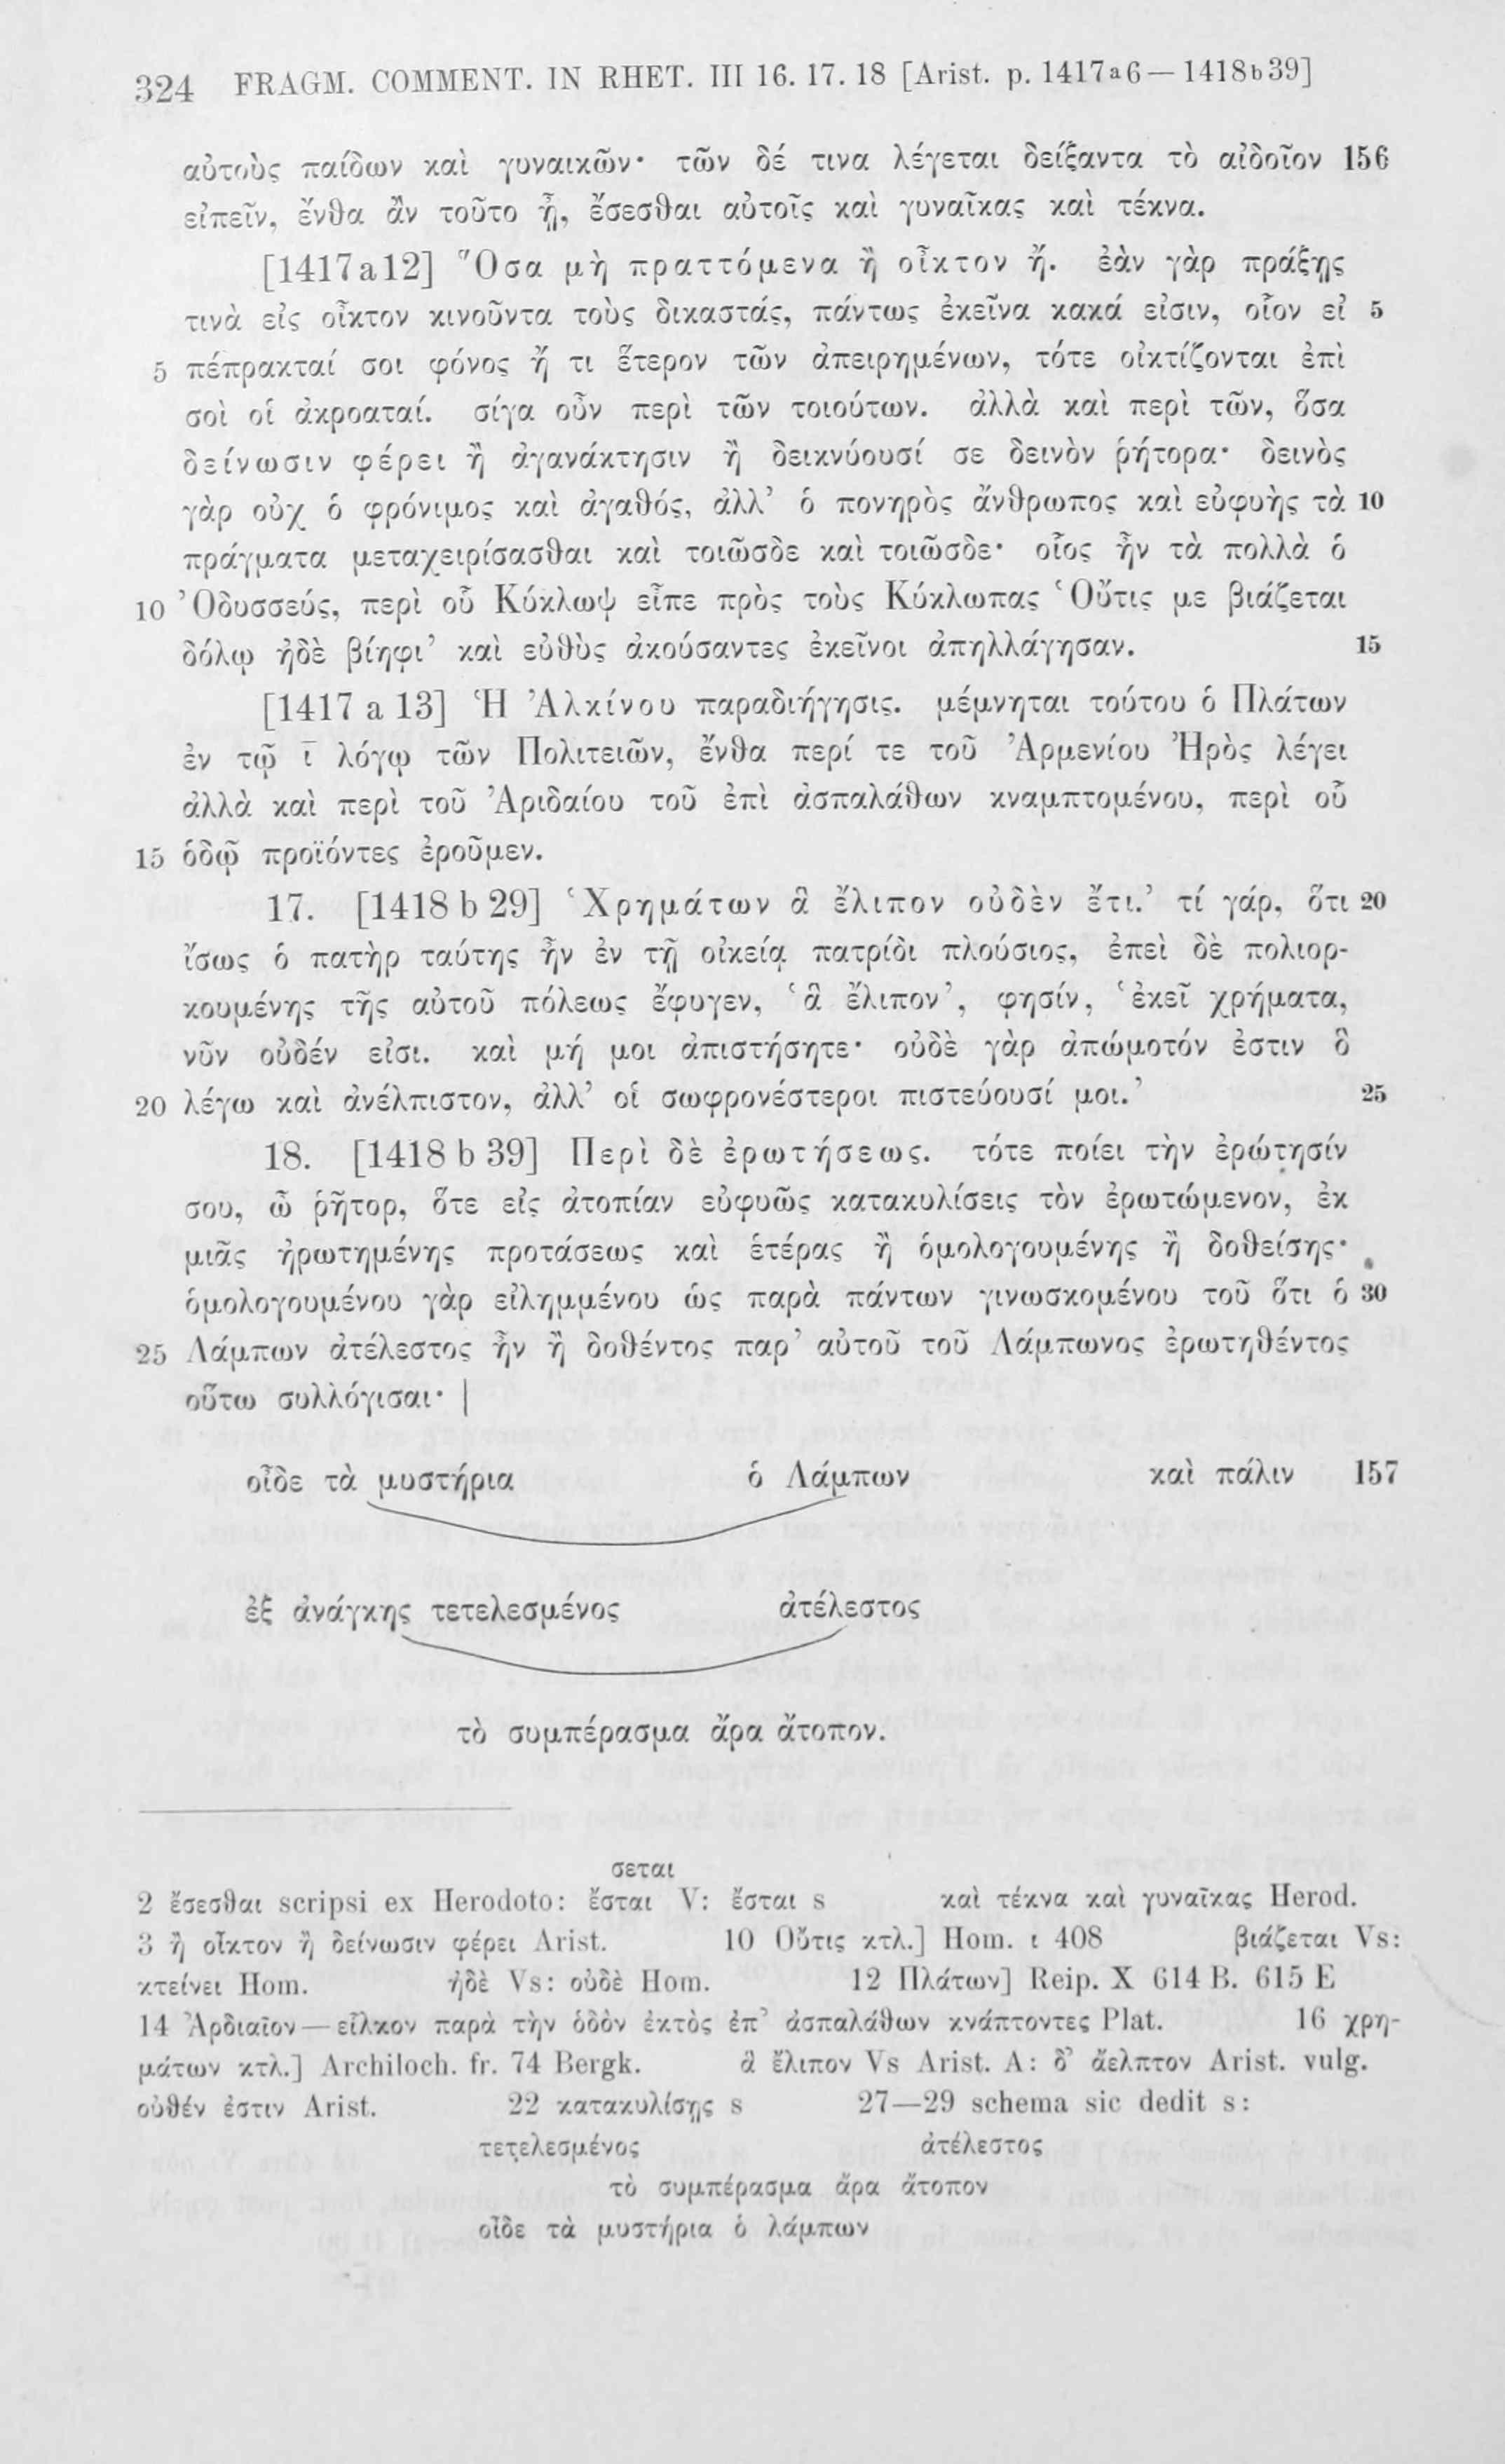 324 FRAGM. COMMENT. IN RHET. III 16. 17. 18 [Arist. p. 1417a6 — 1418b39]
αὐτοὺς παίδων καὶ γυναικῶν· τῶν δέ τινα λέγεται δείξαντα τὸ αἰδοῖον 156
εἰπεῖν, ἔνθα ἂν τοῦτο ᾖ, ἔσεσθαι αὐτοῖς καὶ γυναῖκας καὶ τέκνα.
[1417a12] Ὅσα μὴ πραττόμενα ἢ οἶκτον ἤ. ἐὰν γὰρ πράξῃς
τινὰ εἰς οἶκτον κινοῦντα τοὺς δικαστάς, πάντως ἐκεῖνα κακά εἰσιν, οἷον εἰ 5
5 πέπρακταί σοι φόνος ἤ τι ἕτερον τῶν ἀπειρημένων, τότε οἰκτίζονται ἐπὶ
σοὶ οἱ ἀκροαταί. σίγα οὖν περὶ τῶν τοιούτων. ἀλλὰ καὶ περὶ τῶν, ὅσα
δείνωσιν φέρει ἢ ἀγανάκτησιν ἢ δεικνύουσί σε δεινὸν ῥήτορα· δεινὸς
γὰρ οὐχ ὁ φρόνιμος καὶ ἀγαθός, ἀλλ’ ὁ πονηρὸς ἄνθρωπος καὶ εὐφυὴς τὰ 10
πράγματα μεταχειρίσασθαι καὶ τοιῶσδε καὶ τοιῶσδε· οἷος ἦν τὰ πολλὰ ὁ
10 Ὀδυσσεύς, περὶ οὗ Κύκλωψ εἶπε πρὸς τοὺς Κύκλωπας ‘Οὔτις με βιάζεται
δόλῳ ἠδὲ βίηφι’ καὶ εὐθὺς ἀκούσαντες ἐκεῖνοι ἀπηλλάγησαν. 15
[1417 a 13] Ἡ Ἀλκίνου παραδιήγησις. μέμνηται τούτου ὁ Πλάτων
ἐν τῷ ῑ λόγῳ τῶν Πολιτειῶν, ἔνθα περί τε τοῦ Ἀρμενίου Ἠρὸς λέγει
ἀλλὰ καὶ περὶ τοῦ Ἀριδαίου τοῦ ἐπὶ ἀσπαλάθων κναμπτομένου, περὶ οὗ
15 ὁδῷ προϊόντες ἐροῦμεν.
17. [1418 b 29] ‘Χρημάτων ἃ ἔλιπον οὐδὲν ἔτι.’ τί γάρ, ὅτι 20
ἴσως ὁ πατὴρ ταύτης ἦν ἐν τῇ οἰκείᾳ πατρίδι πλούσιος, ἐπεὶ δὲ πολιορ-
κουμένης τῆς αὐτοῦ πόλεως ἔφυγεν, ‘ἃ ἔλιπον’, φησίν, ‘ἐκεῖ χρήματα,
νῦν οὐδέν εἰσι. καὶ μή μοι ἀπιστήσητε· οὐδὲ γὰρ ἀπώμοτόν ἐστιν ὃ
20 λέγω καὶ ἀνέλπιστον, ἀλλ’ οἱ σωφρονέστεροι πιστεύουσί μοι.’ 25
18. [1418 b 39] Περὶ δὲ ἐρωτήσεως. τότε ποίει τὴν ἐρώτησίν
σου, ὦ ῥῆτορ, ὅτε εἰς ἀτοπίαν εὐφυῶς κατακυλίσεις τὸν ἐρωτώμενον, ἐκ
μιᾶς ἠρωτημένης προτάσεως καὶ ἑτέρας ἢ ὁμολογουμένης ἢ δοθείσης·
ὁμολογουμένου γὰρ εἰλημμένου ὡς παρὰ πάντων γινωσκομένου τοῦ ὅτι ὁ 30
25 Λάμπων ἀτέλεστος ἦν ἢ δοθέντος παρ’ αὐτοῦ τοῦ Λάμπωνος ἐρωτηθέντος
οὕτω συλλόγισαι· |
οἶδε τὰ μυστήρια ὁ Λάμπων καὶ πάλιν 157
ἐξ ἀνάγκης τετελεσμένος ἀτέλεστος
τὸ συμπέρασμα ἄρα ἄτοπον.
σεται
2 ἔσεσθαι scripsi ex Herodoto: ἔσται V: ἔσται s καὶ τέκνα καὶ γυναῖκας Herod.
3 ἢ οἶκτον ἢ δείνωσιν φέρει Arist. 10 Οὔτις κτλ.] Hom. ι 408 βιάζεται Vs:
κτείνει Hom. ἠδὲ Vs: οὐδὲ Hom. 12 Πλάτων] Reip. X 614 B. 615 E
14 Ἀρδιαῖον — εἷλκον παρὰ τὴν ὁδὸν ἐκτὸς ἐπ’ ἀσπαλάθων κνάπτοντες Plat. 16 χρη-
μάτων κτλ.] Archiloch. fr. 74 Bergk. ἃ ἔλιπον Vs Arist. A: δ’ ἄελπτον Arist. vulg.
οὐθέν ἐστιν Arist. 22 κατακυλίσῃς s 27—29 schema sic dedit s:
τετελεσμένος ἀτέλεστος
τὸ συμπέρασμα ἄρα ἄτοπον
οἶδε τὰ μυστήρια ὁ λάμπων